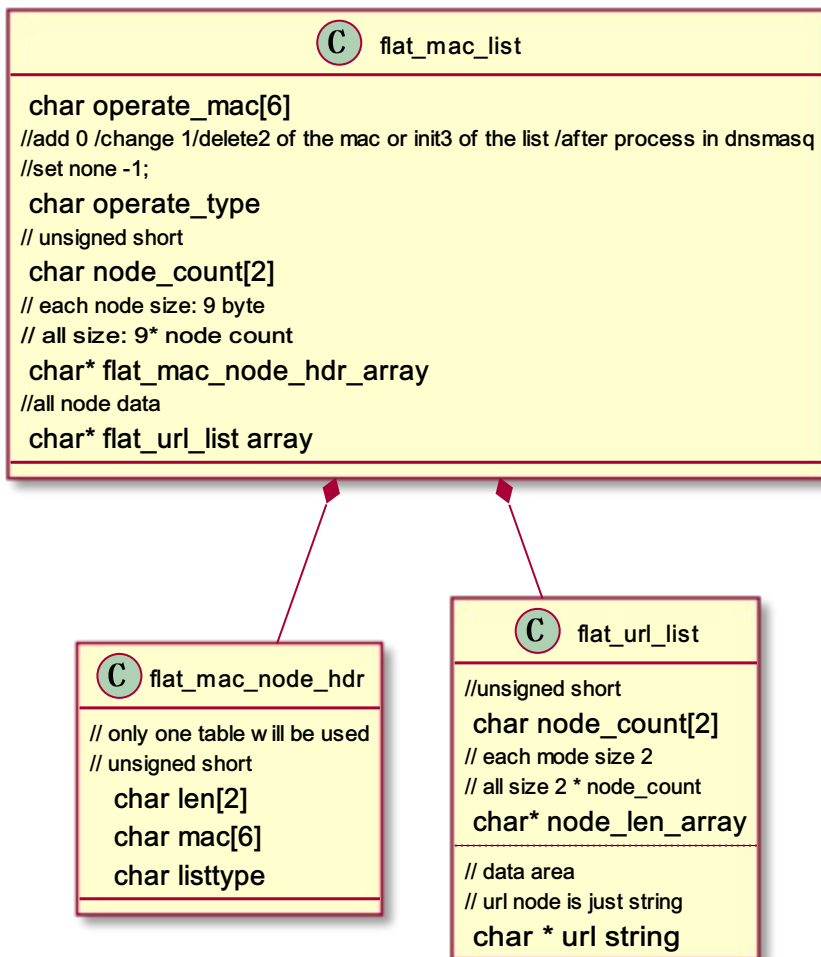 C flat_mac_list
char operate_mac[6]
//add 0 /change 1/delete2 of the mac or init3 of the list /after process in dnsmasq
//set none -1;
char operate_type
// unsigned short
char node_count[2]
// each node size: 9 byte
// all size: 9* node count
char* flat_mac_node_hdr_array
//all node data
char* flat_url_list array
C flat_mac_node_hdr
// only one table w ill be used
// unsigned short
char len[2]
char mac[6]
char listtype
C flat_url_list
//unsigned short
char node_count[2]
// each mode size 2
// all size 2 * node_count
char* node_len_array
// data area
// url node is just string
char * url string